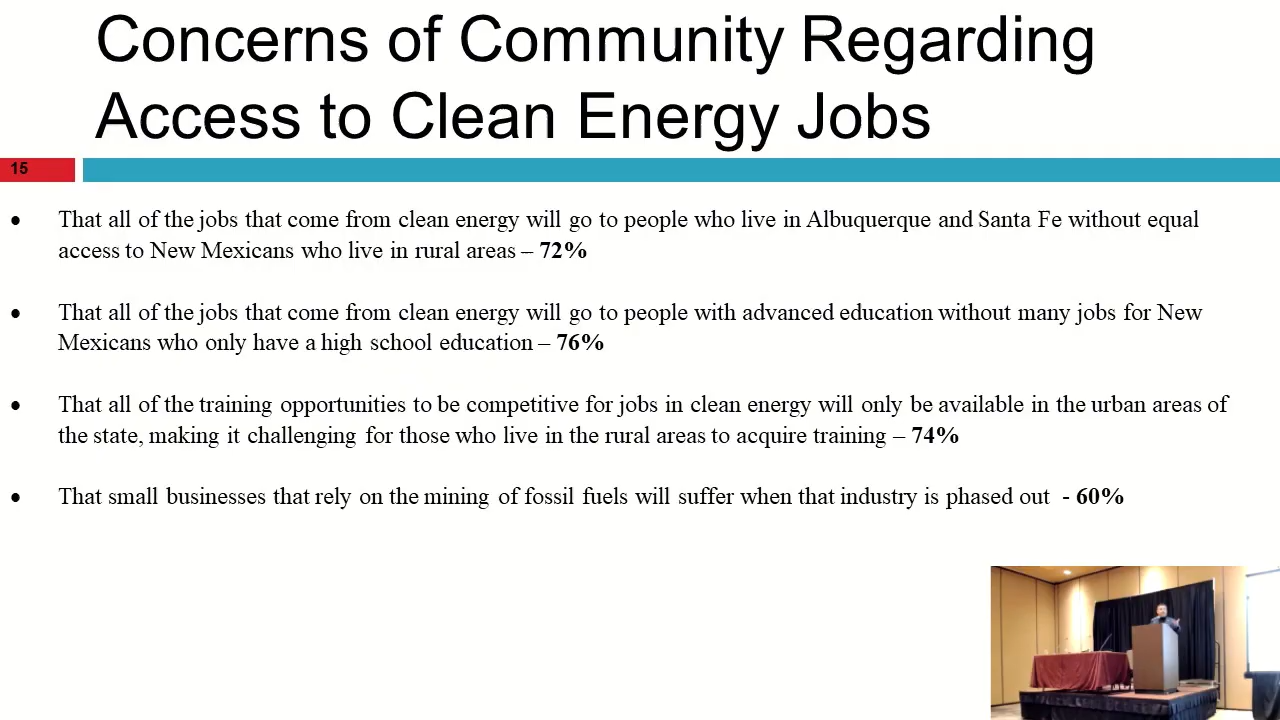 Concerns of Community Regarding
Access to Clean Energy Jobs
15
• That all of the jobs that come from clean energy will go to people who live in Albuquerque and Santa Fe without equal
access to New Mexicans who live in rural areas – 72%
• That all of the jobs that come from clean energy will go to people with advanced education without many jobs for New
Mexicans who only have a high school education – 76%
• That all of the training opportunities to be competitive for jobs in clean energy will only be available in the urban areas of
the state, making it challenging for those who live in the rural areas to acquire training – 74%
• That small businesses that rely on the mining of fossil fuels will suffer when that industry is phased out - 60%